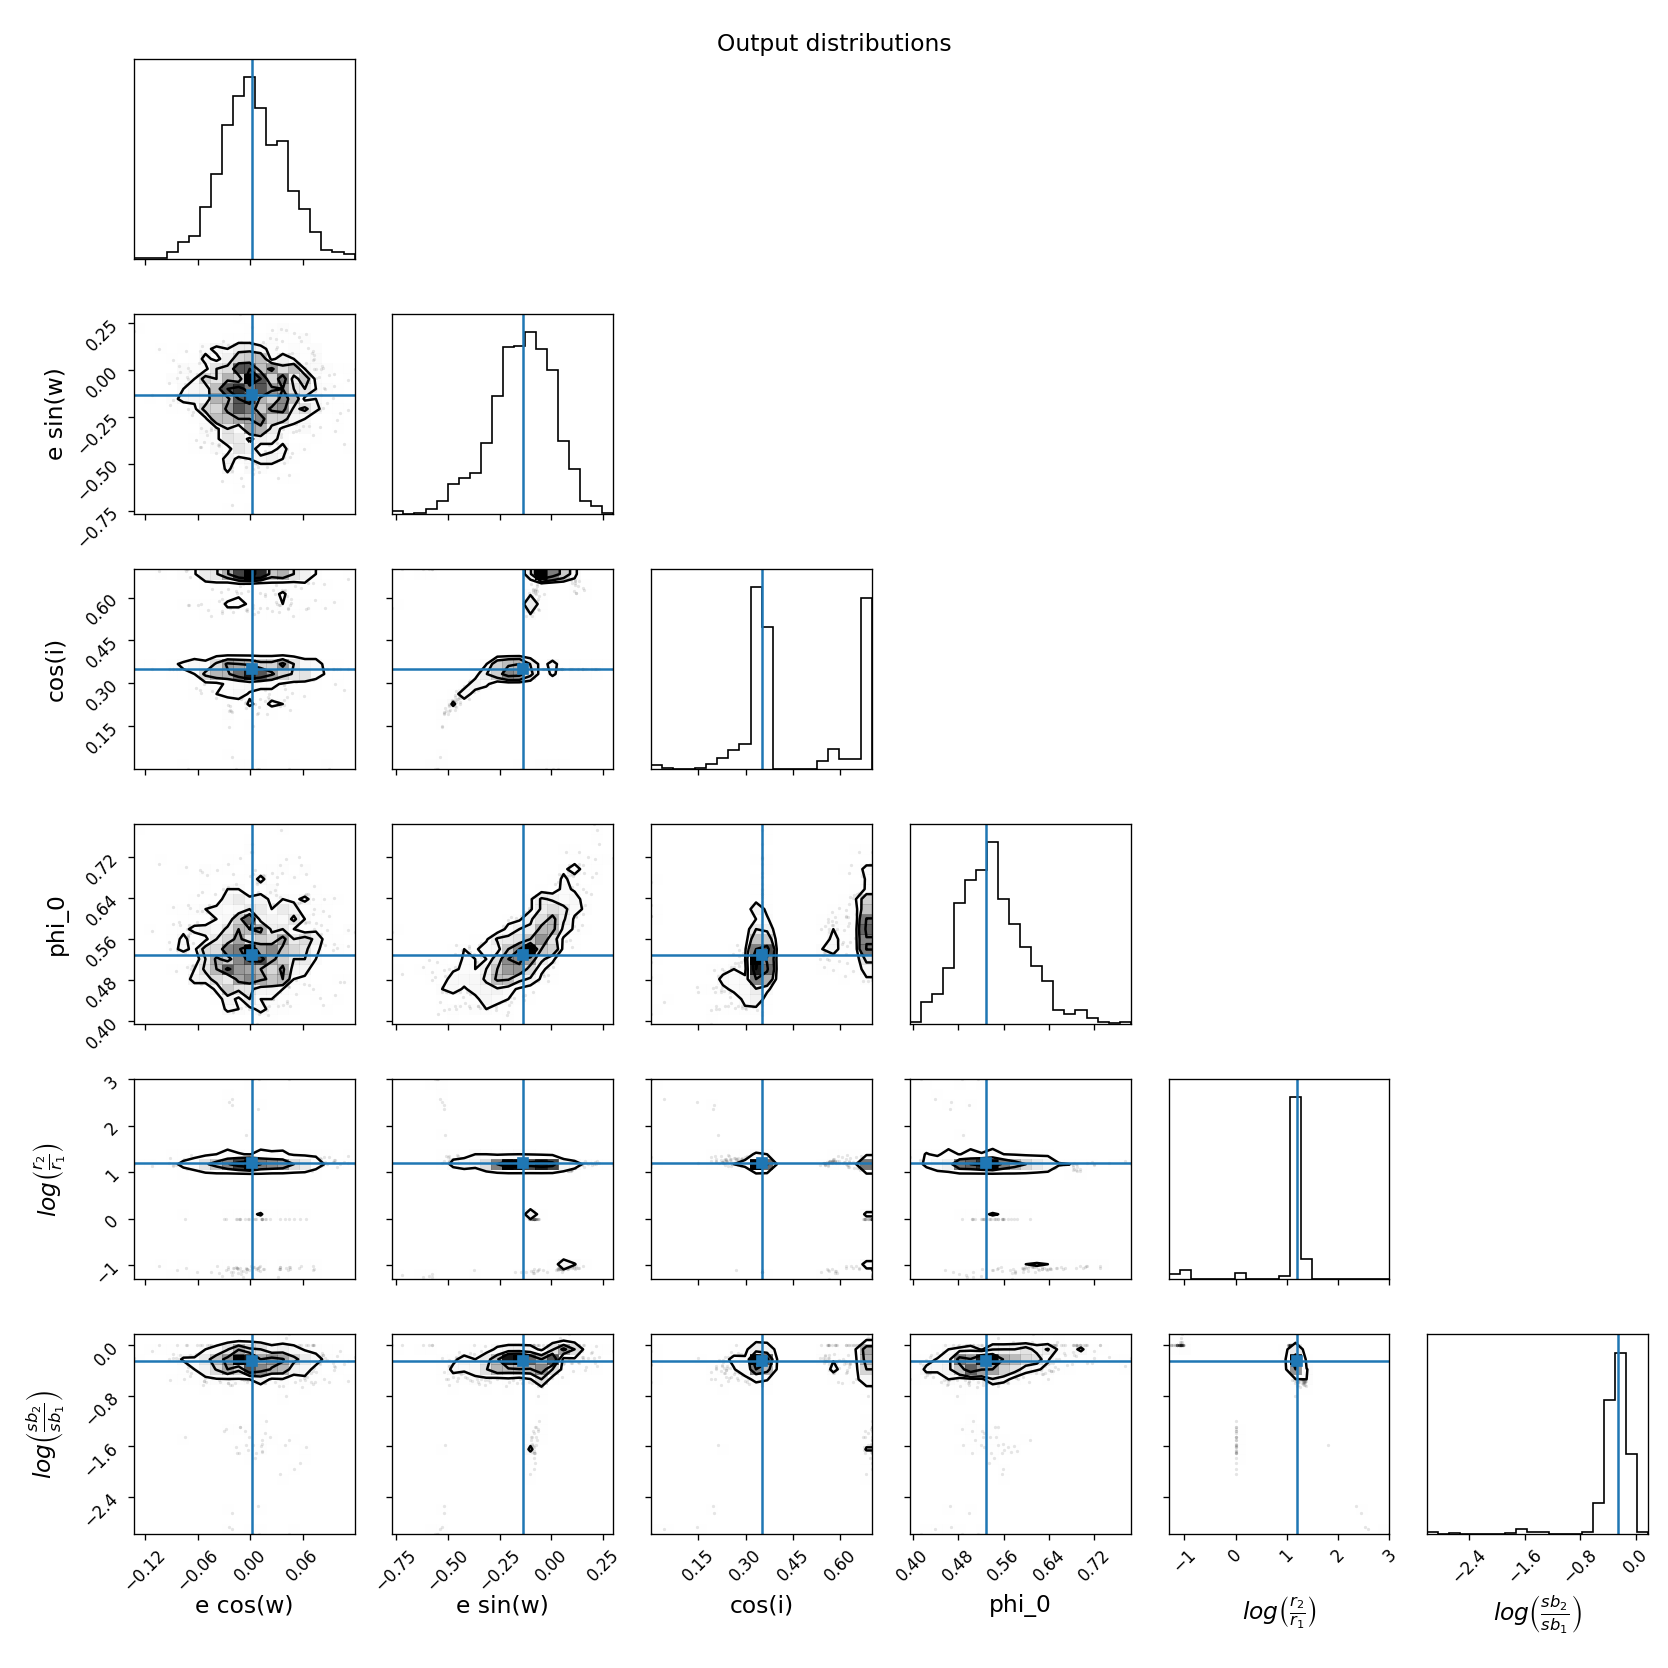 Output distributions
e sin(w)
0.25
0.00
−0.25
−0.50
−0.75
cos(i)
0.60
0.45
0.30
0.15
phi_0
0.72
0.64
0.56
0.48
0.40
log(r₂/r₁)
3
2
1
0
−1
log(sb₂/sb₁)
0.0
−0.8
−1.6
−2.4
−0.12 −0.06 0.00 0.06
e cos(w)
−0.75 −0.50 −0.25 0.00 0.25
e sin(w)
0.15 0.30 0.45 0.60
cos(i)
0.40 0.48 0.56 0.64 0.72
phi_0
−1 0 1 2 3
log(r₂/r₁)
−2.4 −1.6 −0.8 0.0
log(sb₂/sb₁)